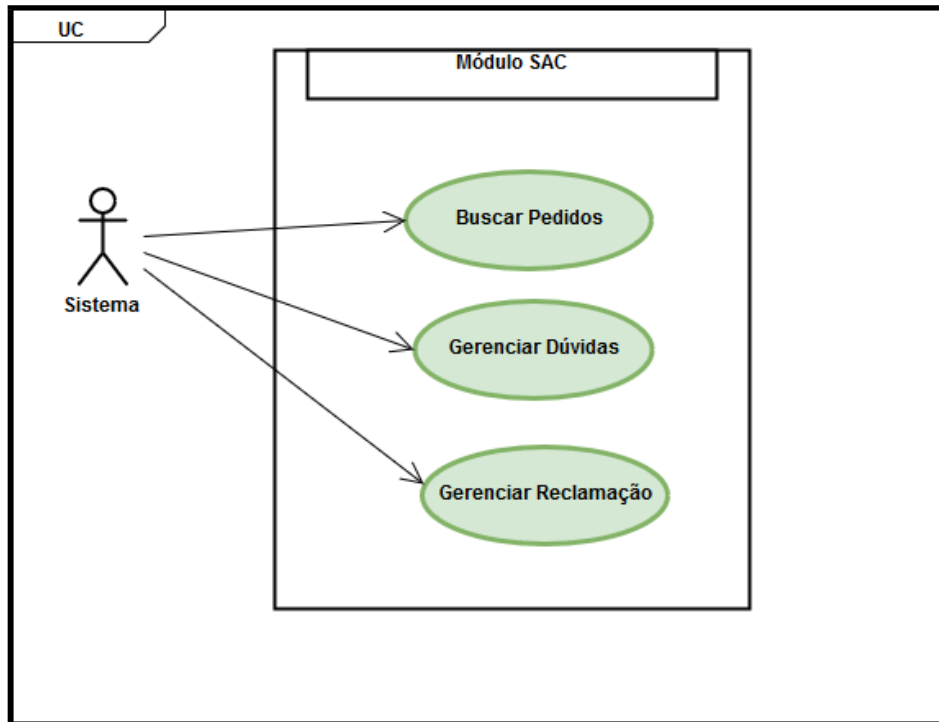 UC
Módulo SAC
Buscar Pedidos
Sistema
Gerenciar Dúvidas
Gerenciar Reclamação